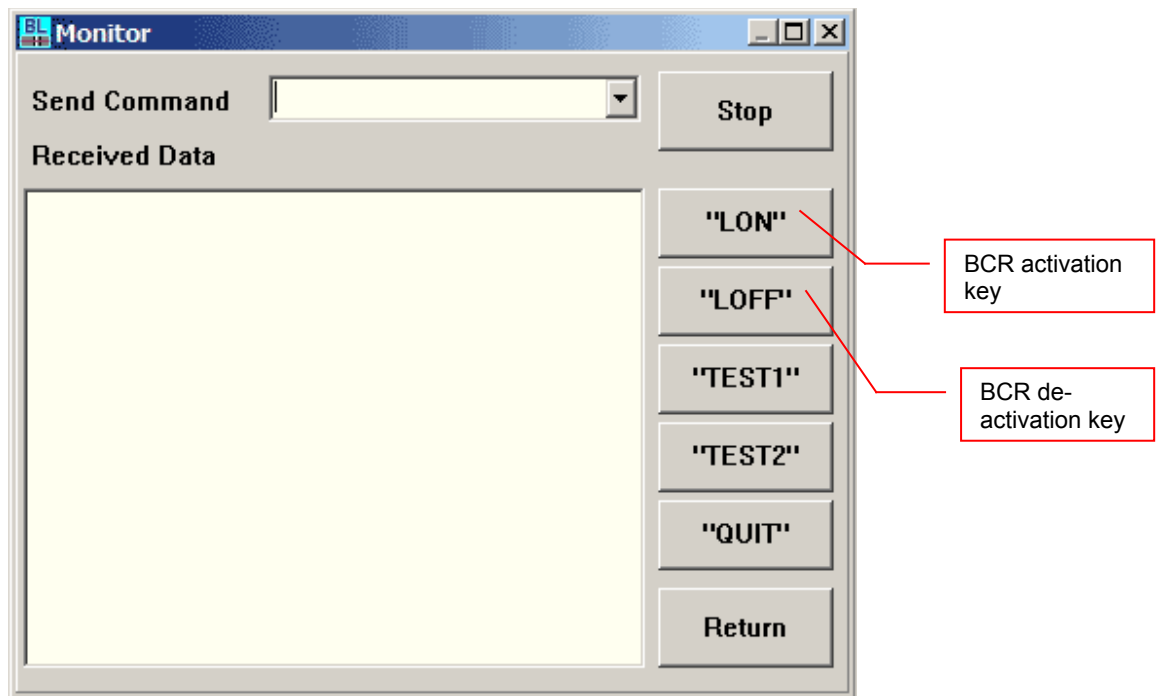 BL Monitor
Send Command
Stop
Received Data
"LON"
"LOFF"
"TEST1"
"TEST2"
"QUIT"
Return
BCR activation
key
BCR de-
activation key